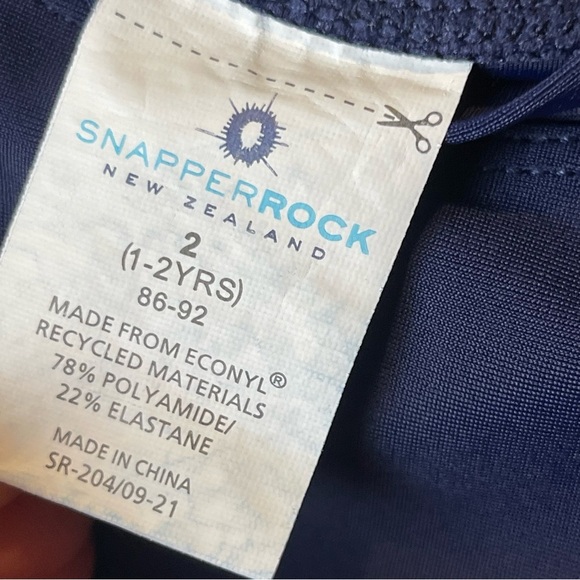 SNAPPERROCK
NEW ZEALAND
2
(1-2YRS)
86-92
MADE FROM ECONYL®
RECYCLED MATERIALS
78% POLYAMIDE/
22% ELASTANE
MADE IN CHINA
SR-204/09-21